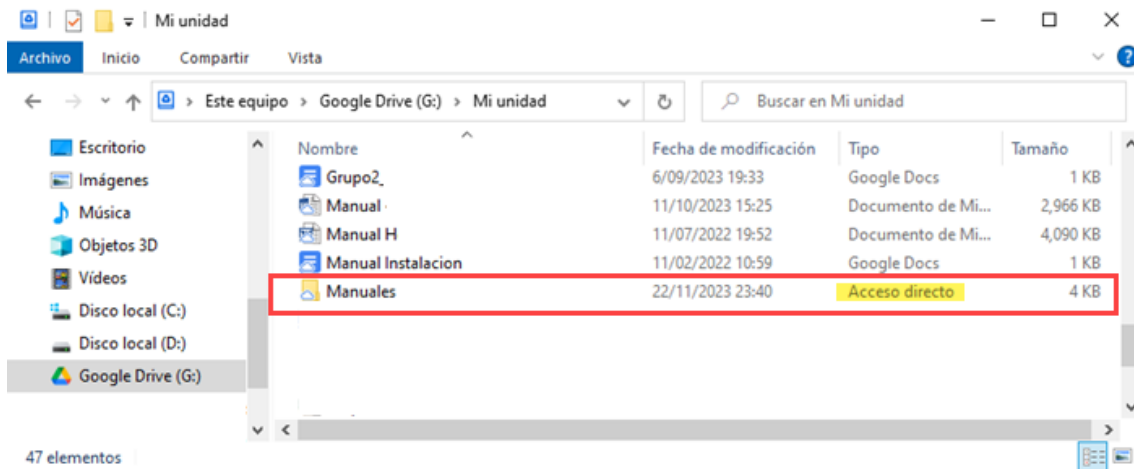 Mi unidad
Archivo Inicio Compartir Vista
Este equipo > Google Drive (G:) > Mi unidad Buscar en Mi unidad
Escritorio
Imágenes
Música
Objetos 3D
Vídeos
Disco local (C:)
Disco local (D:)
Google Drive (G:)
Nombre Fecha de modificación Tipo Tamaño
Grupo2_ 6/09/2023 19:33 Google Docs 1 KB
Manual 11/10/2023 15:25 Documento de Mi... 2,966 KB
Manual H 11/07/2022 19:52 Documento de Mi... 4,090 KB
Manual Instalacion 11/02/2022 10:59 Google Docs 1 KB
Manuales 22/11/2023 23:40 Acceso directo 4 KB
47 elementos